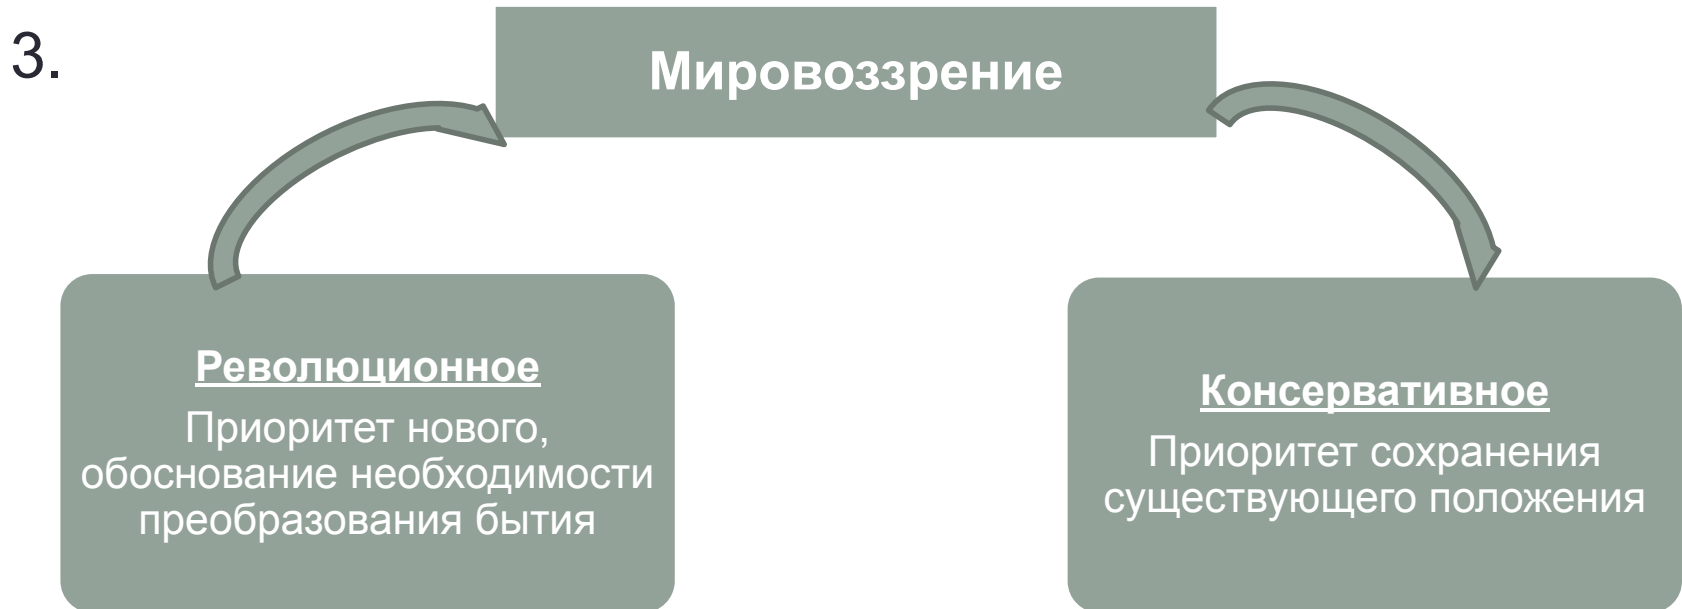 3.
Мировоззрение
Революционное
Приоритет нового,
обоснование необходимости
преобразования бытия
Консервативное
Приоритет сохранения
существующего положения